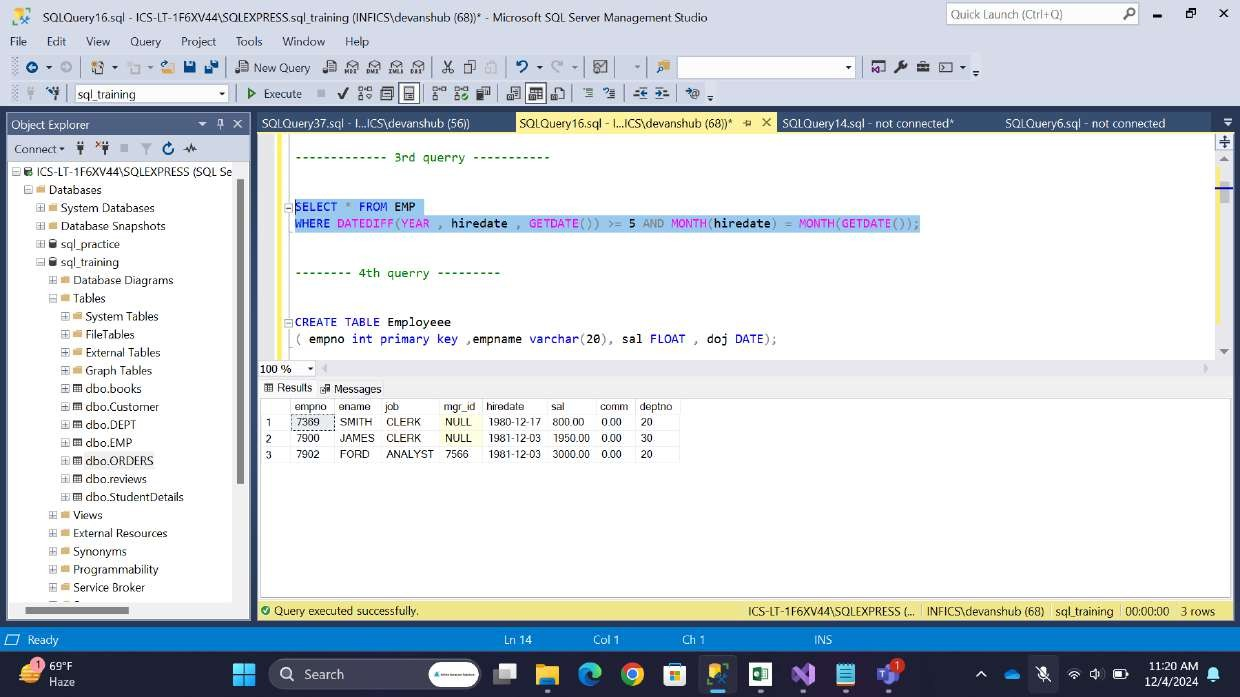 SQLQuery16.sql - ICS-LT-1F6XV44\SQLEXPRESS.sql_training (INFICS\devanshub (68))* - Microsoft SQL Server Management Studio
Quick Launch (Ctrl+Q)
File Edit View Query Project Tools Window Help
New Query
MDX DMX XMLA DAX
sql_training
Execute
Object Explorer
SQLQuery37.sql - I...ICS\devanshub (56))
SQLQuery16.sql - I...ICS\devanshub (68))*
SQLQuery14.sql - not connected*
SQLQuery6.sql - not connected
Connect
ICS-LT-1F6XV44\SQLEXPRESS (SQL Se
Databases
System Databases
Database Snapshots
sql_practice
sql_training
Database Diagrams
Tables
System Tables
FileTables
External Tables
Graph Tables
dbo.books
dbo.Customer
dbo.DEPT
dbo.EMP
dbo.ORDERS
dbo.reviews
dbo.StudentDetails
Views
External Resources
Synonyms
Programmability
Service Broker
------------- 3rd querry -----------
SELECT * FROM EMP
WHERE DATEDIFF(YEAR , hiredate , GETDATE()) >= 5 AND MONTH(hiredate) = MONTH(GETDATE());
-------- 4th querry ---------
CREATE TABLE Employeee
( empno int primary key ,empname varchar(20), sal FLOAT , doj DATE);
100 %
Results Messages
empno ename job mgr_id hiredate sal comm deptno
1 7369 SMITH CLERK NULL 1980-12-17 800.00 0.00 20
2 7900 JAMES CLERK NULL 1981-12-03 1950.00 0.00 30
3 7902 FORD ANALYST 7566 1981-12-03 3000.00 0.00 20
Query executed successfully.
ICS-LT-1F6XV44\SQLEXPRESS (... INFICS\devanshub (68) sql_training 00:00:00 3 rows
Ready Ln 14 Col 1 Ch 1 INS
1
69°F
Haze
Search
1
11:20 AM
12/4/2024